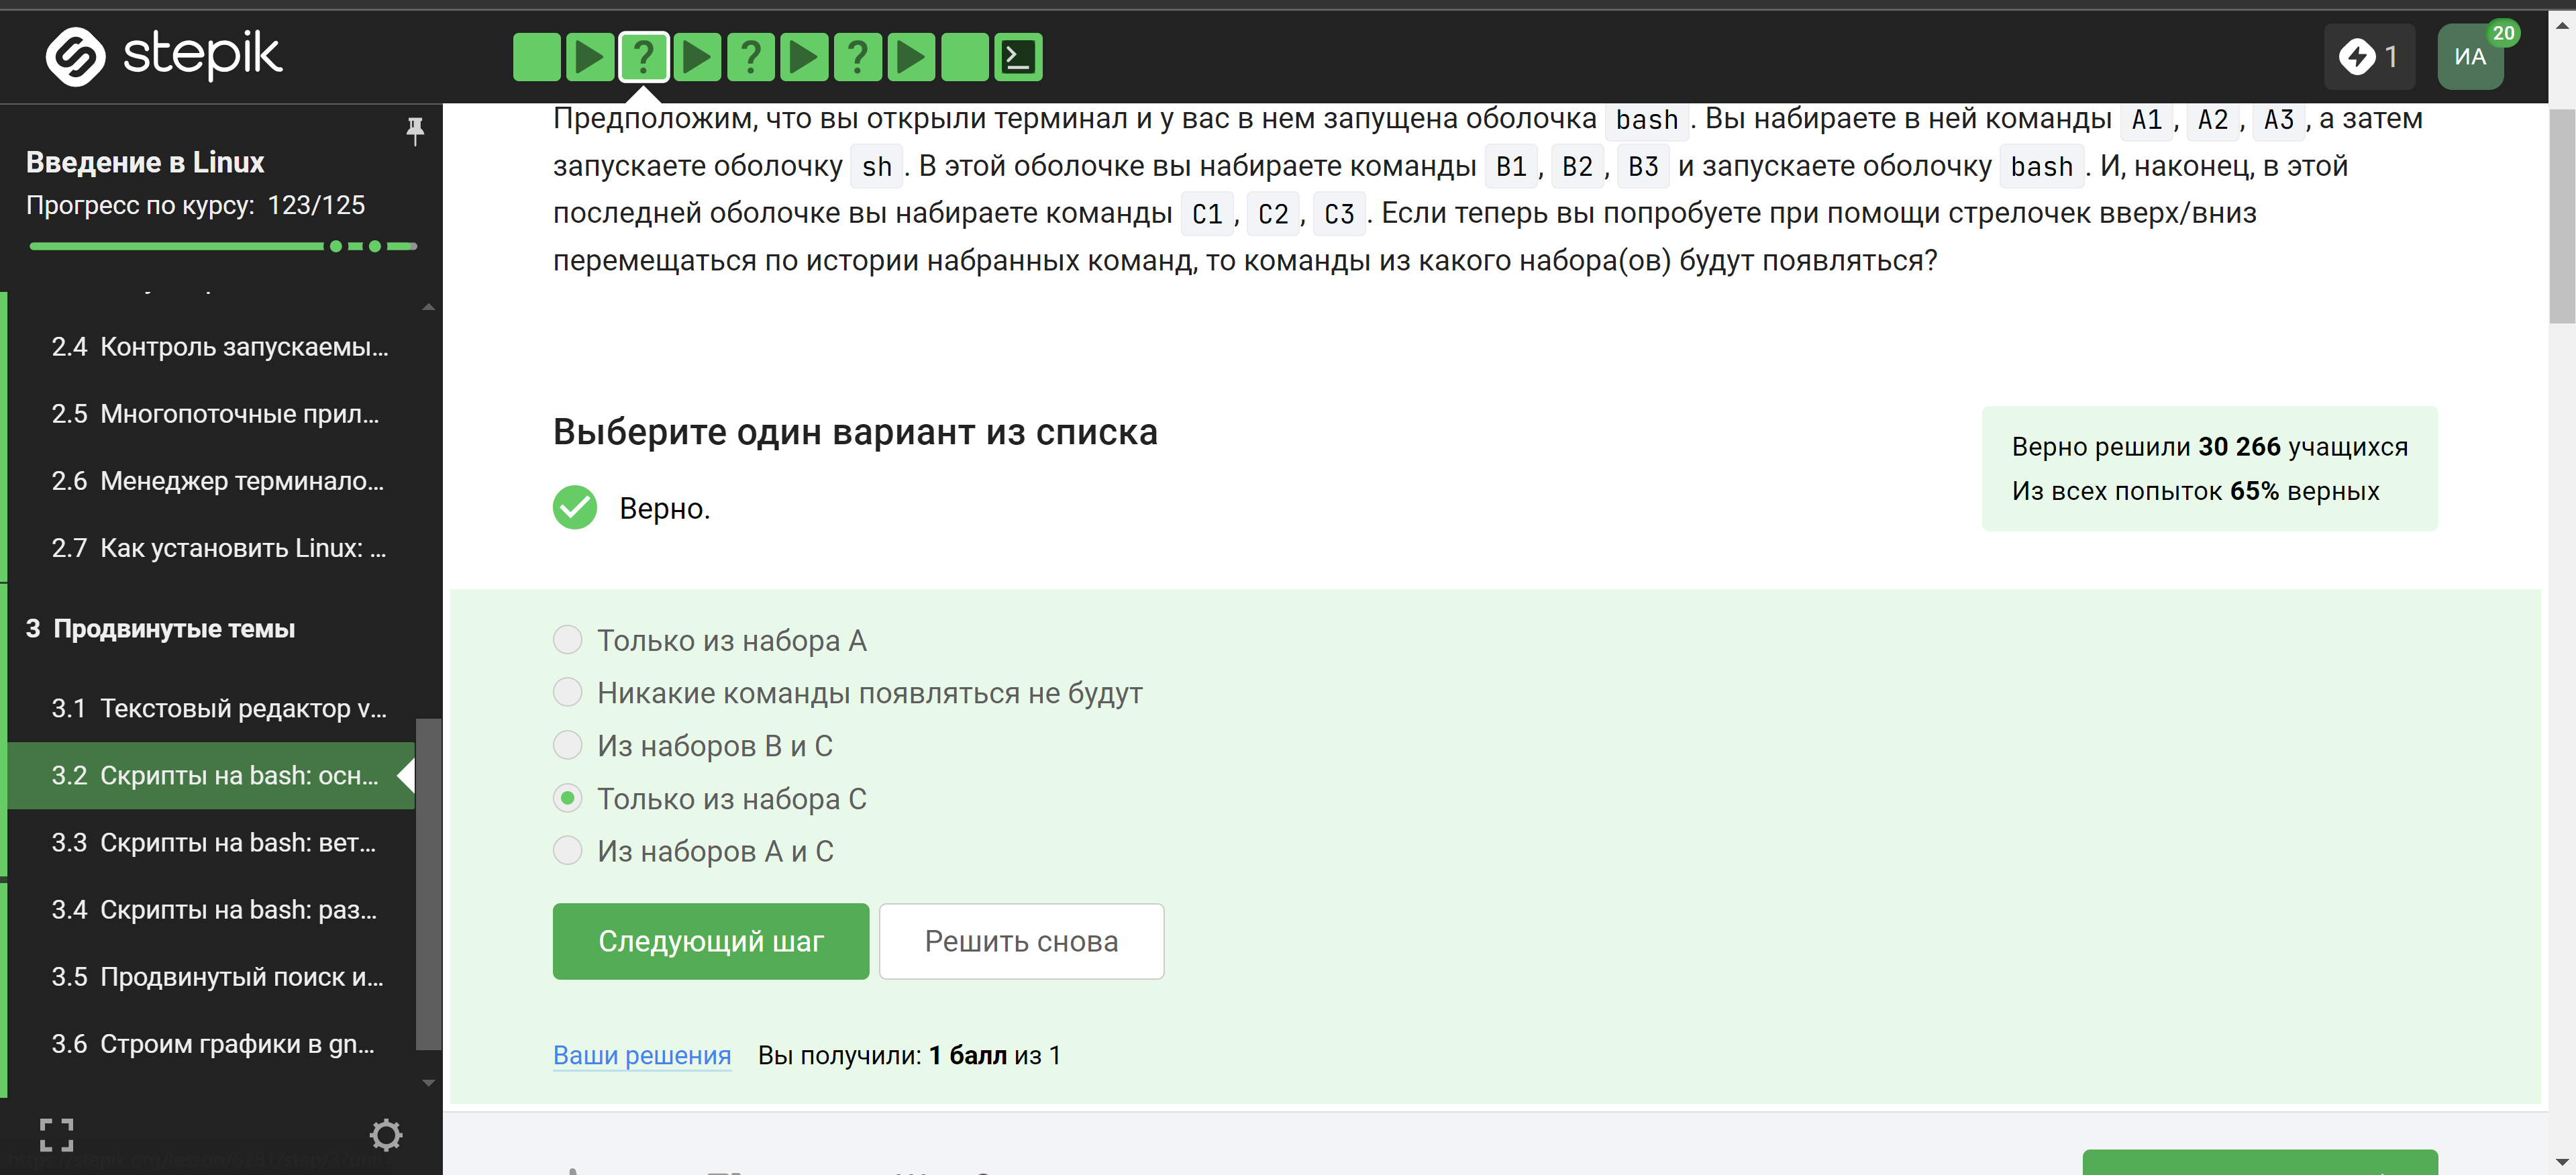 stepik
1
ИА
20
Введение в Linux
Прогресс по курсу: 123/125
2.4 Контроль запускаемы...
2.5 Многопоточные прил...
2.6 Менеджер терминало...
2.7 Как установить Linux: ...
3 Продвинутые темы
3.1 Текстовый редактор v...
3.2 Скрипты на bash: осн...
3.3 Скрипты на bash: вет...
3.4 Скрипты на bash: раз...
3.5 Продвинутый поиск и...
3.6 Строим графики в gn...
Предположим, что вы открыли терминал и у вас в нем запущена оболочка bash. Вы набираете в ней команды A1, A2, A3, а затем
запускаете оболочку sh. В этой оболочке вы набираете команды B1, B2, B3 и запускаете оболочку bash. И, наконец, в этой
последней оболочке вы набираете команды C1, C2, C3. Если теперь вы попробуете при помощи стрелочек вверх/вниз
перемещаться по истории набранных команд, то команды из какого набора(ов) будут появляться?
Выберите один вариант из списка
Верно.
Верно решили 30 266 учащихся
Из всех попыток 65% верных
Только из набора A
Никакие команды появляться не будут
Из наборов B и C
Только из набора C
Из наборов A и C
Следующий шаг
Решить снова
Ваши решения Вы получили: 1 балл из 1